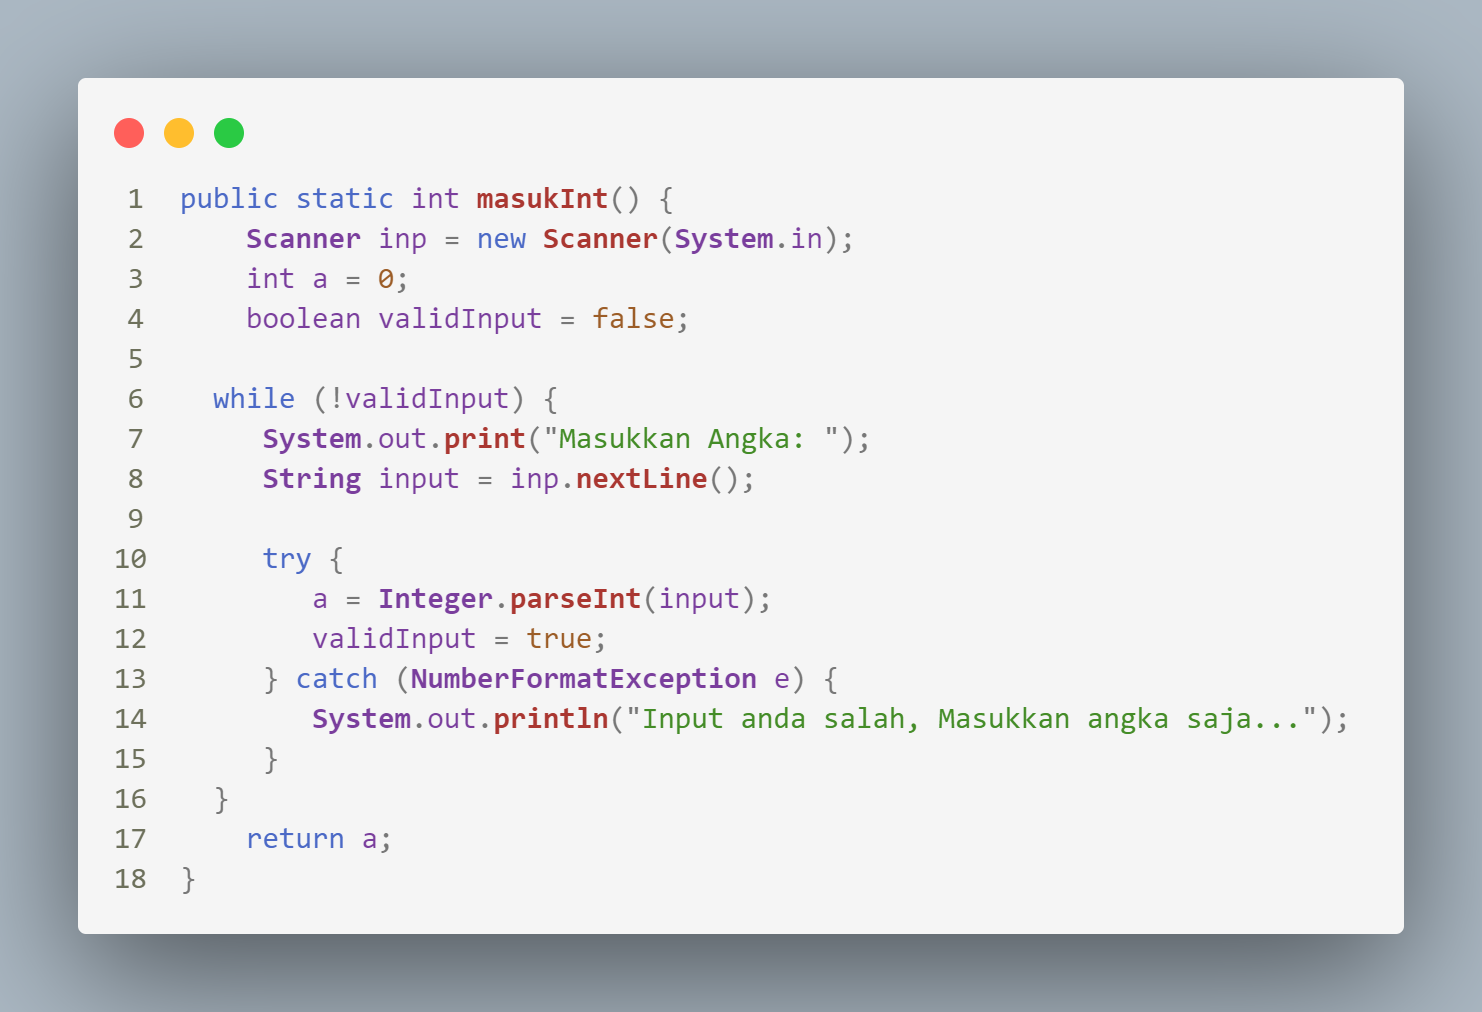 1 public static int masukInt() {
2 Scanner inp = new Scanner(System.in);
3 int a = 0;
4 boolean validInput = false;
5
6 while (!validInput) {
7 System.out.print("Masukkan Angka: ");
8 String input = inp.nextLine();
9
10 try {
11 a = Integer.parseInt(input);
12 validInput = true;
13 } catch (NumberFormatException e) {
14 System.out.println("Input anda salah, Masukkan angka saja...");
15 }
16 }
17 return a;
18 }